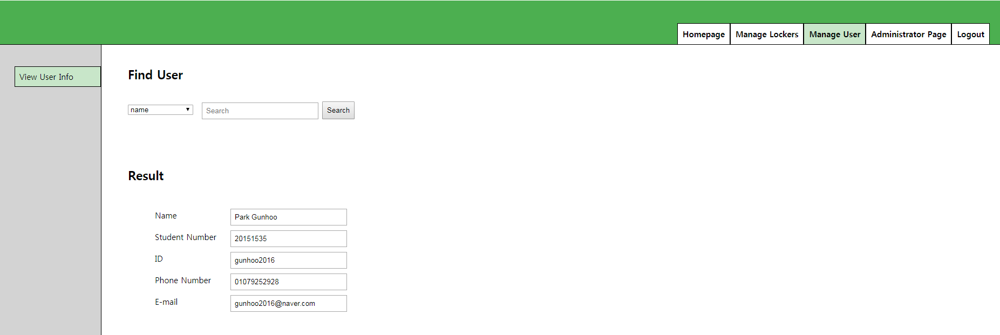 Homepage Manage Lockers Manage User Administrator Page Logout
View User Info
Find User
name Search Search
Result
Name Park Gunhoo
Student Number 20151535
ID gunhoo2016
Phone Number 01079252928
E-mail gunhoo2016@naver.com